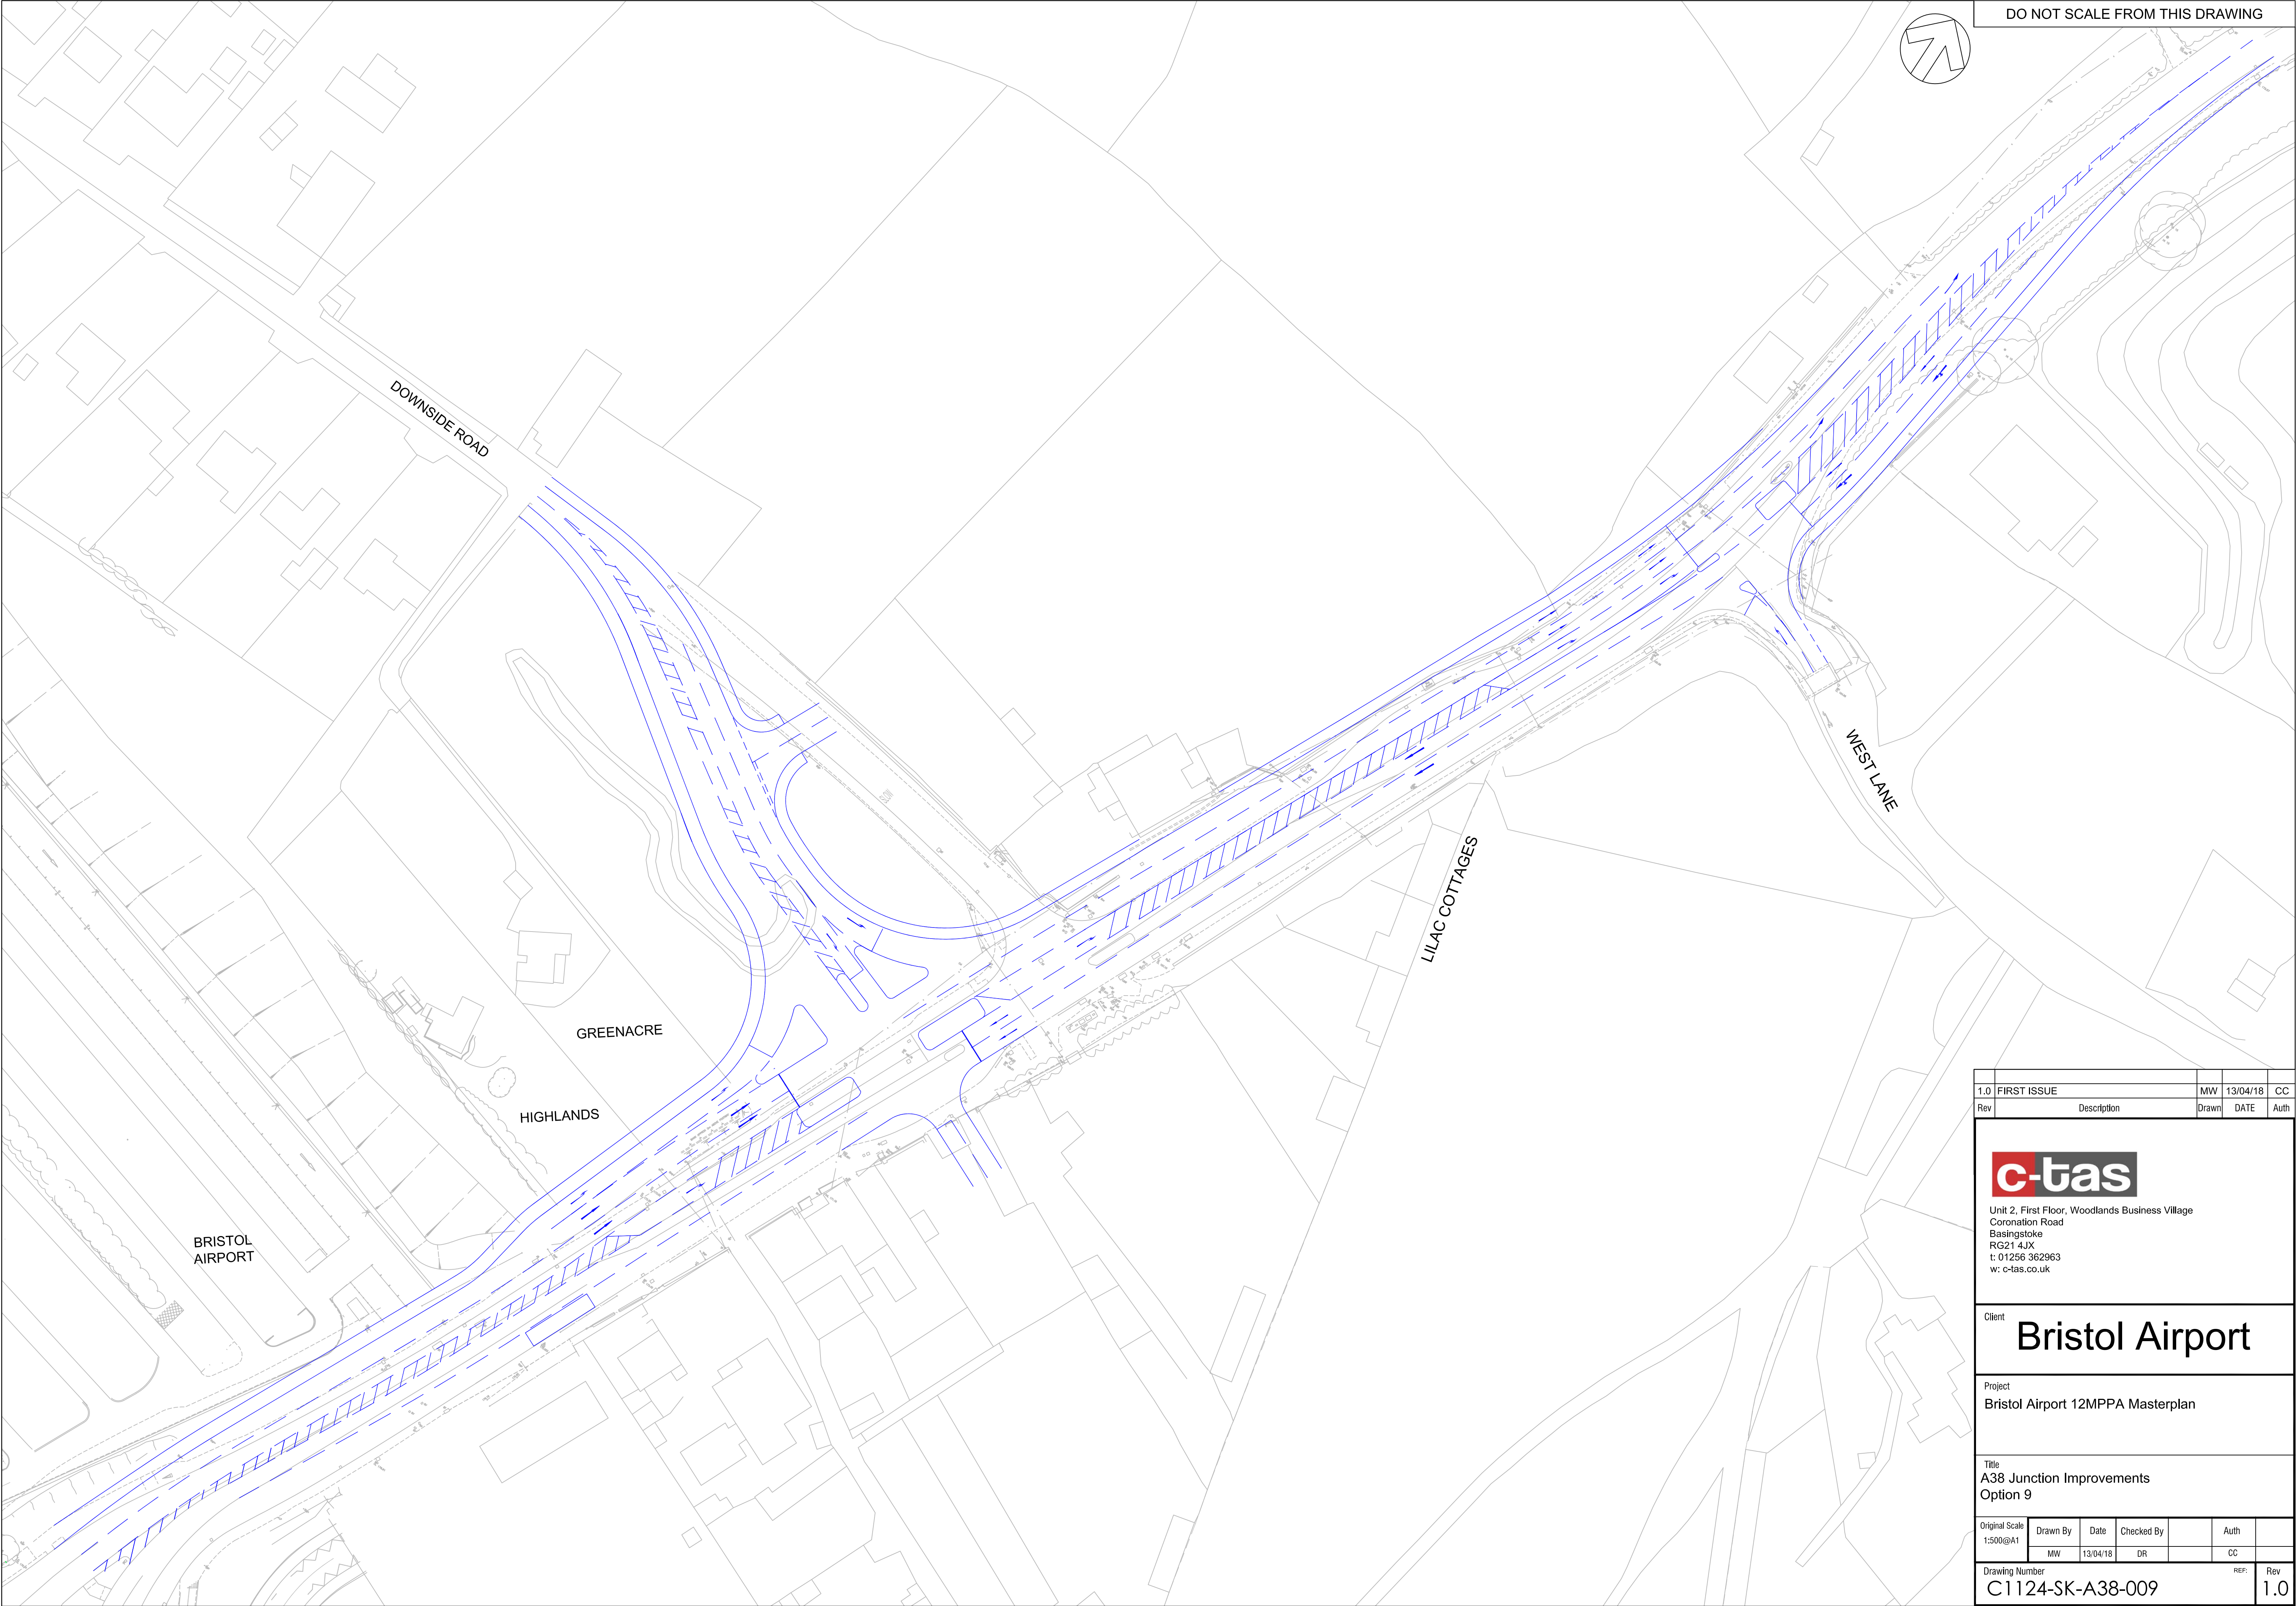 DO NOT SCALE FROM THIS DRAWING
DOWNSIDE ROAD
WEST LANE
LILAC COTTAGES
GREENACRE
HIGHLANDS
BRISTOL
AIRPORT
1.0 FIRST ISSUE MW 13/04/18 CC
Rev Description Drawn DATE Auth
c-tas
Unit 2, First Floor, Woodlands Business Village
Coronation Road
Basingstoke
RG21 4JX
t: 01256 362963
w: c-tas.co.uk
Client
Bristol Airport
Project
Bristol Airport 12MPPA Masterplan
Title
A38 Junction Improvements
Option 9
Original Scale
1:500@A1
Drawn By Date Checked By Auth
MW 13/04/18 DR CC
Drawing Number REF: Rev
C1124-SK-A38-009 1.0